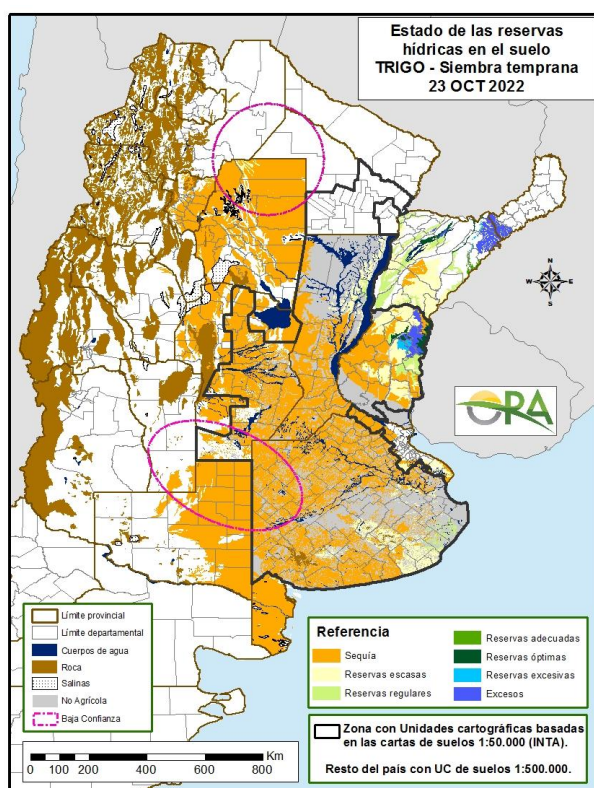 Estado de las reservas
hídricas en el suelo
TRIGO - Siembra temprana
23 OCT 2022
N
W
E
S
ORA
Límite provincial
Límite departamental
Cuerpos de agua
Roca
Salinas
No Agrícola
Baja Confianza
Referencia
Sequía
Reservas escasas
Reservas regulares
Reservas adecuadas
Reservas óptimas
Reservas excesivas
Excesos
Zona con Unidades cartográficas basadas
en las cartas de suelos 1:50.000 (INTA).
Resto del país con UC de suelos 1:500.000.
Km
0 100 200 400 600 800